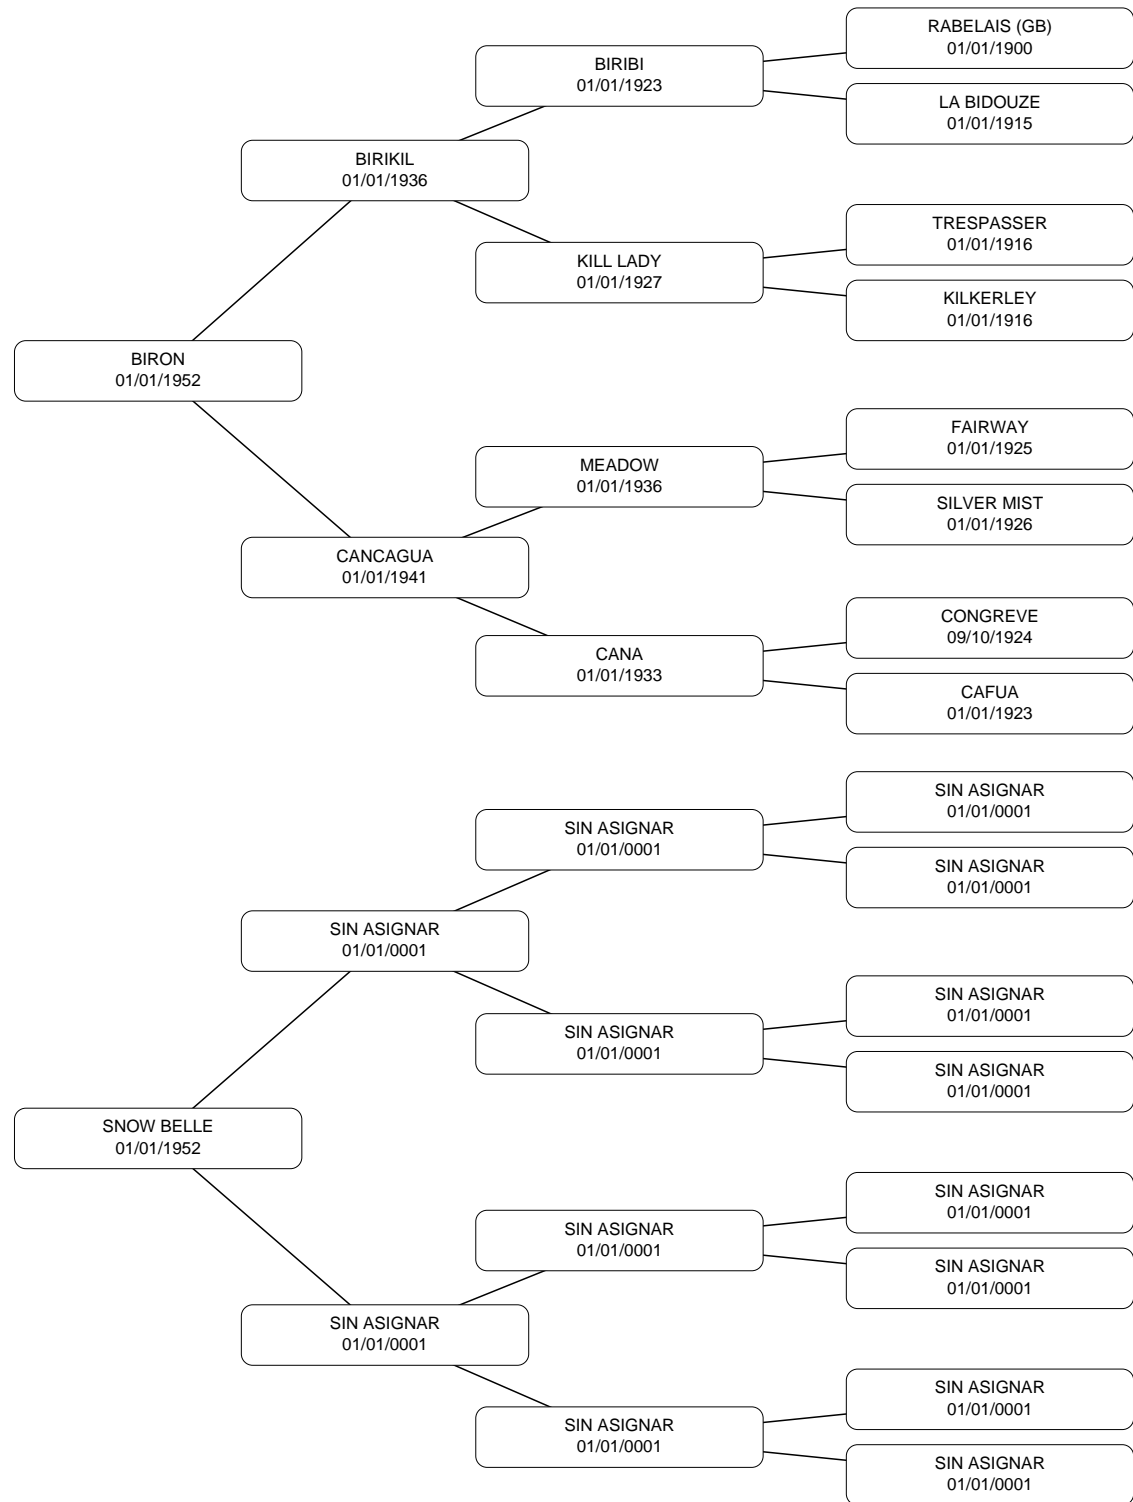 RABELAIS (GB)
01/01/1900
BIRIBI
01/01/1923
LA BIDOUZE
01/01/1915
BIRIKIL
01/01/1936
TRESPASSER
01/01/1916
KILL LADY
01/01/1927
KILKERLEY
01/01/1916
BIRON
01/01/1952
FAIRWAY
01/01/1925
MEADOW
01/01/1936
SILVER MIST
01/01/1926
CANCAGUA
01/01/1941
CONGREVE
09/10/1924
CANA
01/01/1933
CAFUA
01/01/1923
SIN ASIGNAR
01/01/0001
SIN ASIGNAR
01/01/0001
SIN ASIGNAR
01/01/0001
SIN ASIGNAR
01/01/0001
SIN ASIGNAR
01/01/0001
SIN ASIGNAR
01/01/0001
SIN ASIGNAR
01/01/0001
SNOW BELLE
01/01/1952
SIN ASIGNAR
01/01/0001
SIN ASIGNAR
01/01/0001
SIN ASIGNAR
01/01/0001
SIN ASIGNAR
01/01/0001
SIN ASIGNAR
01/01/0001
SIN ASIGNAR
01/01/0001
SIN ASIGNAR
01/01/0001